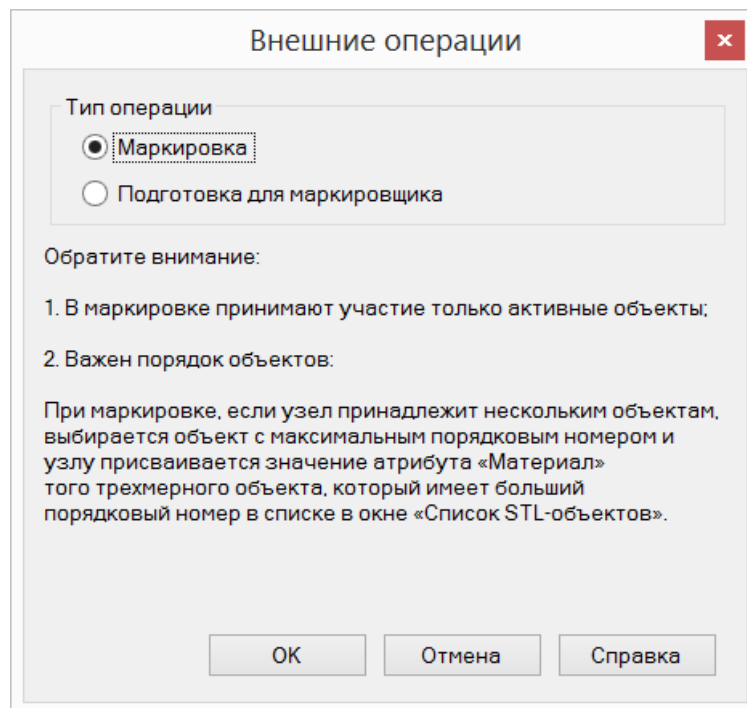 Внешние операции
Тип операции
Маркировка
Подготовка для маркировщика
Обратите внимание:
1. В маркировке принимают участие только активные объекты;
2. Важен порядок объектов:
При маркировке, если узел принадлежит нескольким объектам,
выбирается объект с максимальным порядковым номером и
узлу присваивается значение атрибута «Материал»
того трехмерного объекта, который имеет больший
порядковый номер в списке в окне «Список STL-объектов».
OK
Отмена
Справка